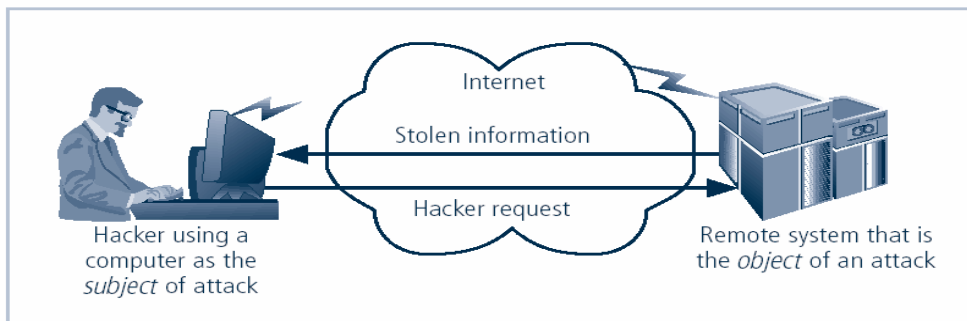 Internet
Stolen information
Hacker request
Hacker using a
computer as the
subject of attack
Remote system that is
the object of an attack